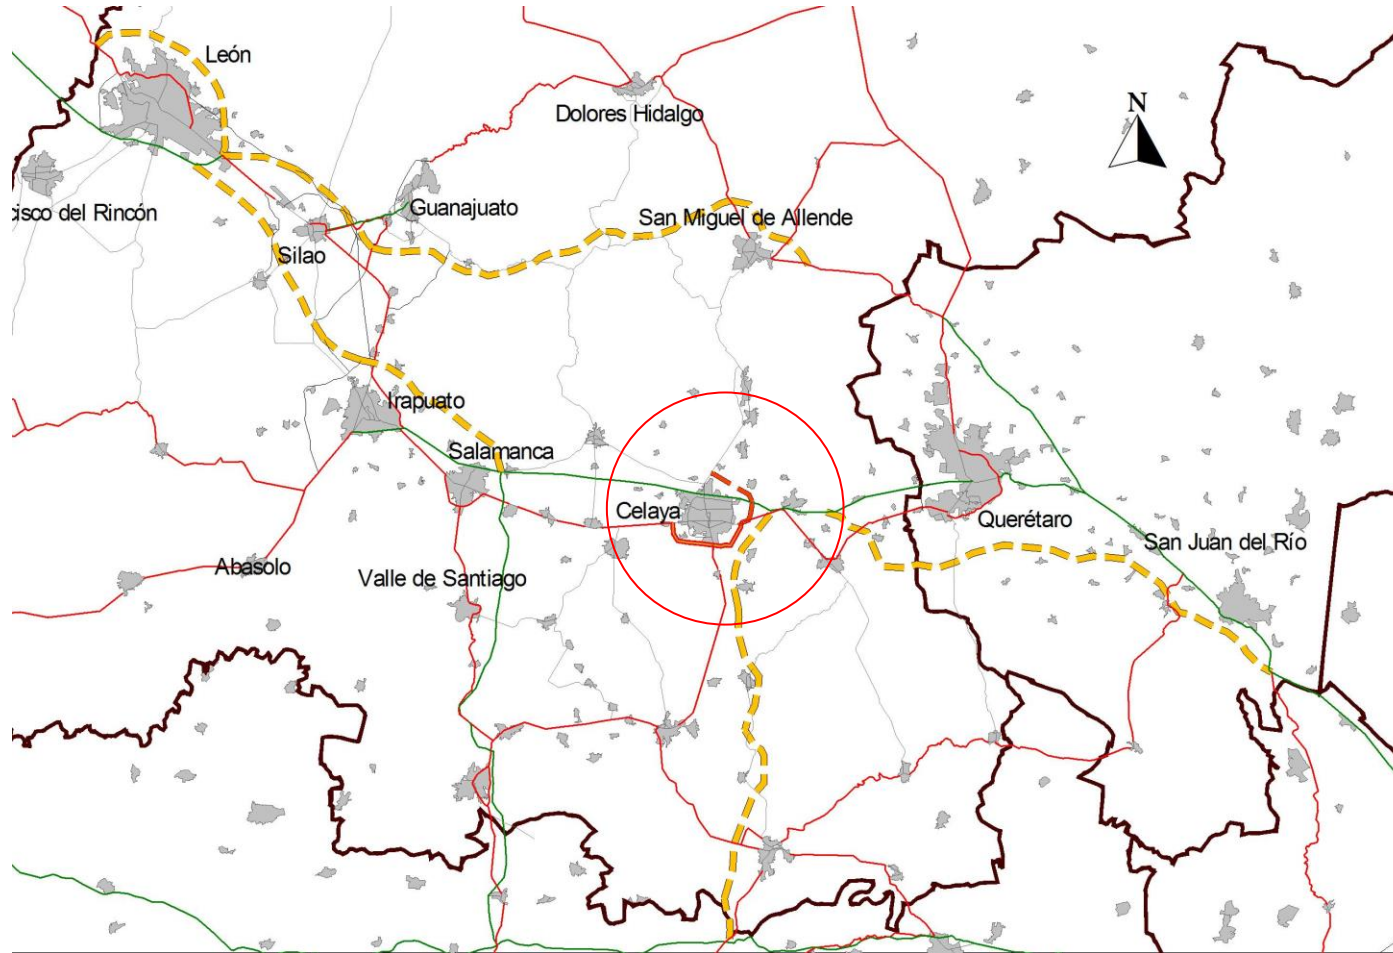 León
N
Dolores Hidalgo
cisco del Rincón
Guanajuato
San Miguel de Allende
Silao
Irapuato
Salamanca
Celaya
Querétaro
San Juan del Río
Abasolo
Valle de Santiago